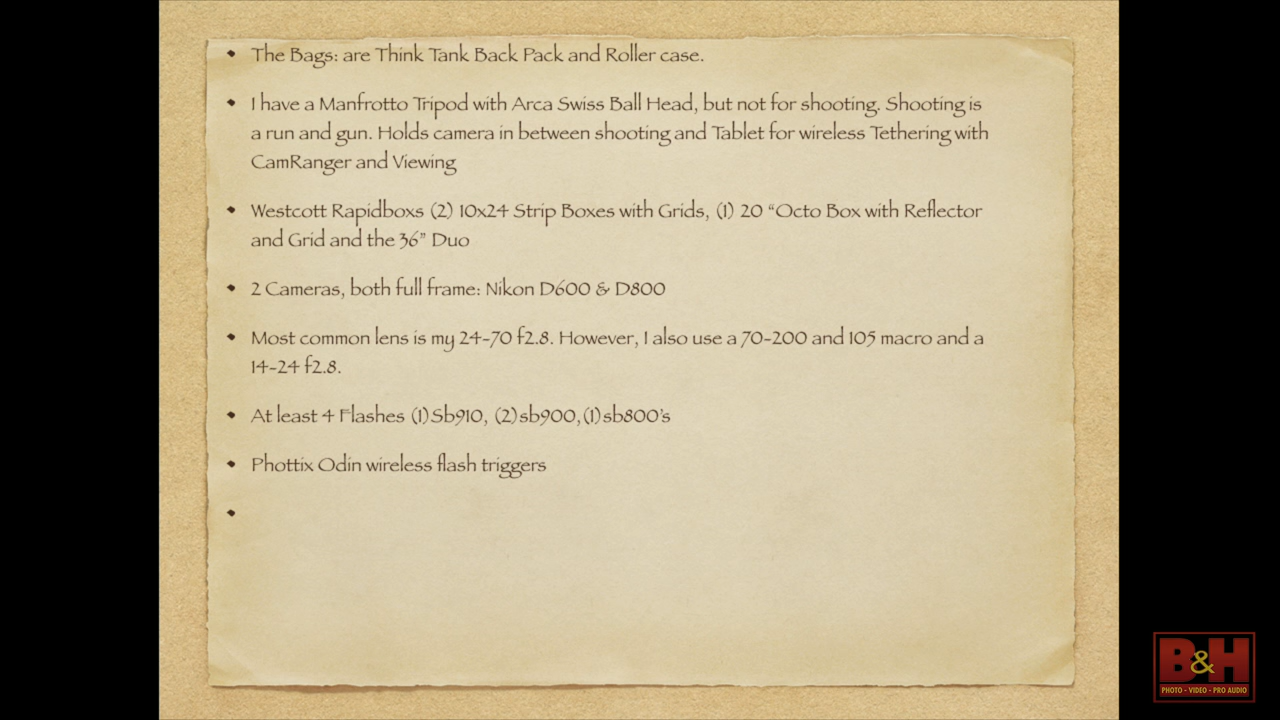 • The Bags: are Think Tank Back Pack and Roller case.
• I have a Manfrotto Tripod with Arca Swiss Ball Head, but not for shooting. Shooting is
a run and gun. Holds camera in between shooting and Tablet for wireless Tethering with
CamRanger and Viewing
• Westcott Rapidboxs (2) 10x24 Strip Boxes with Grids, (1) 20 “Octo Box with Reflector
and Grid and the 36” Duo
• 2 Cameras, both full frame: Nikon D600 & D800
• Most common lens is my 24-70 f2.8. However, I also use a 70-200 and 105 macro and a
14-24 f2.8.
• At least 4 Flashes (1)Sb910, (2)sb900,(1)sb800’s
• Phottix Odin wireless flash triggers
•
B&H
PHOTO - VIDEO - PRO AUDIO